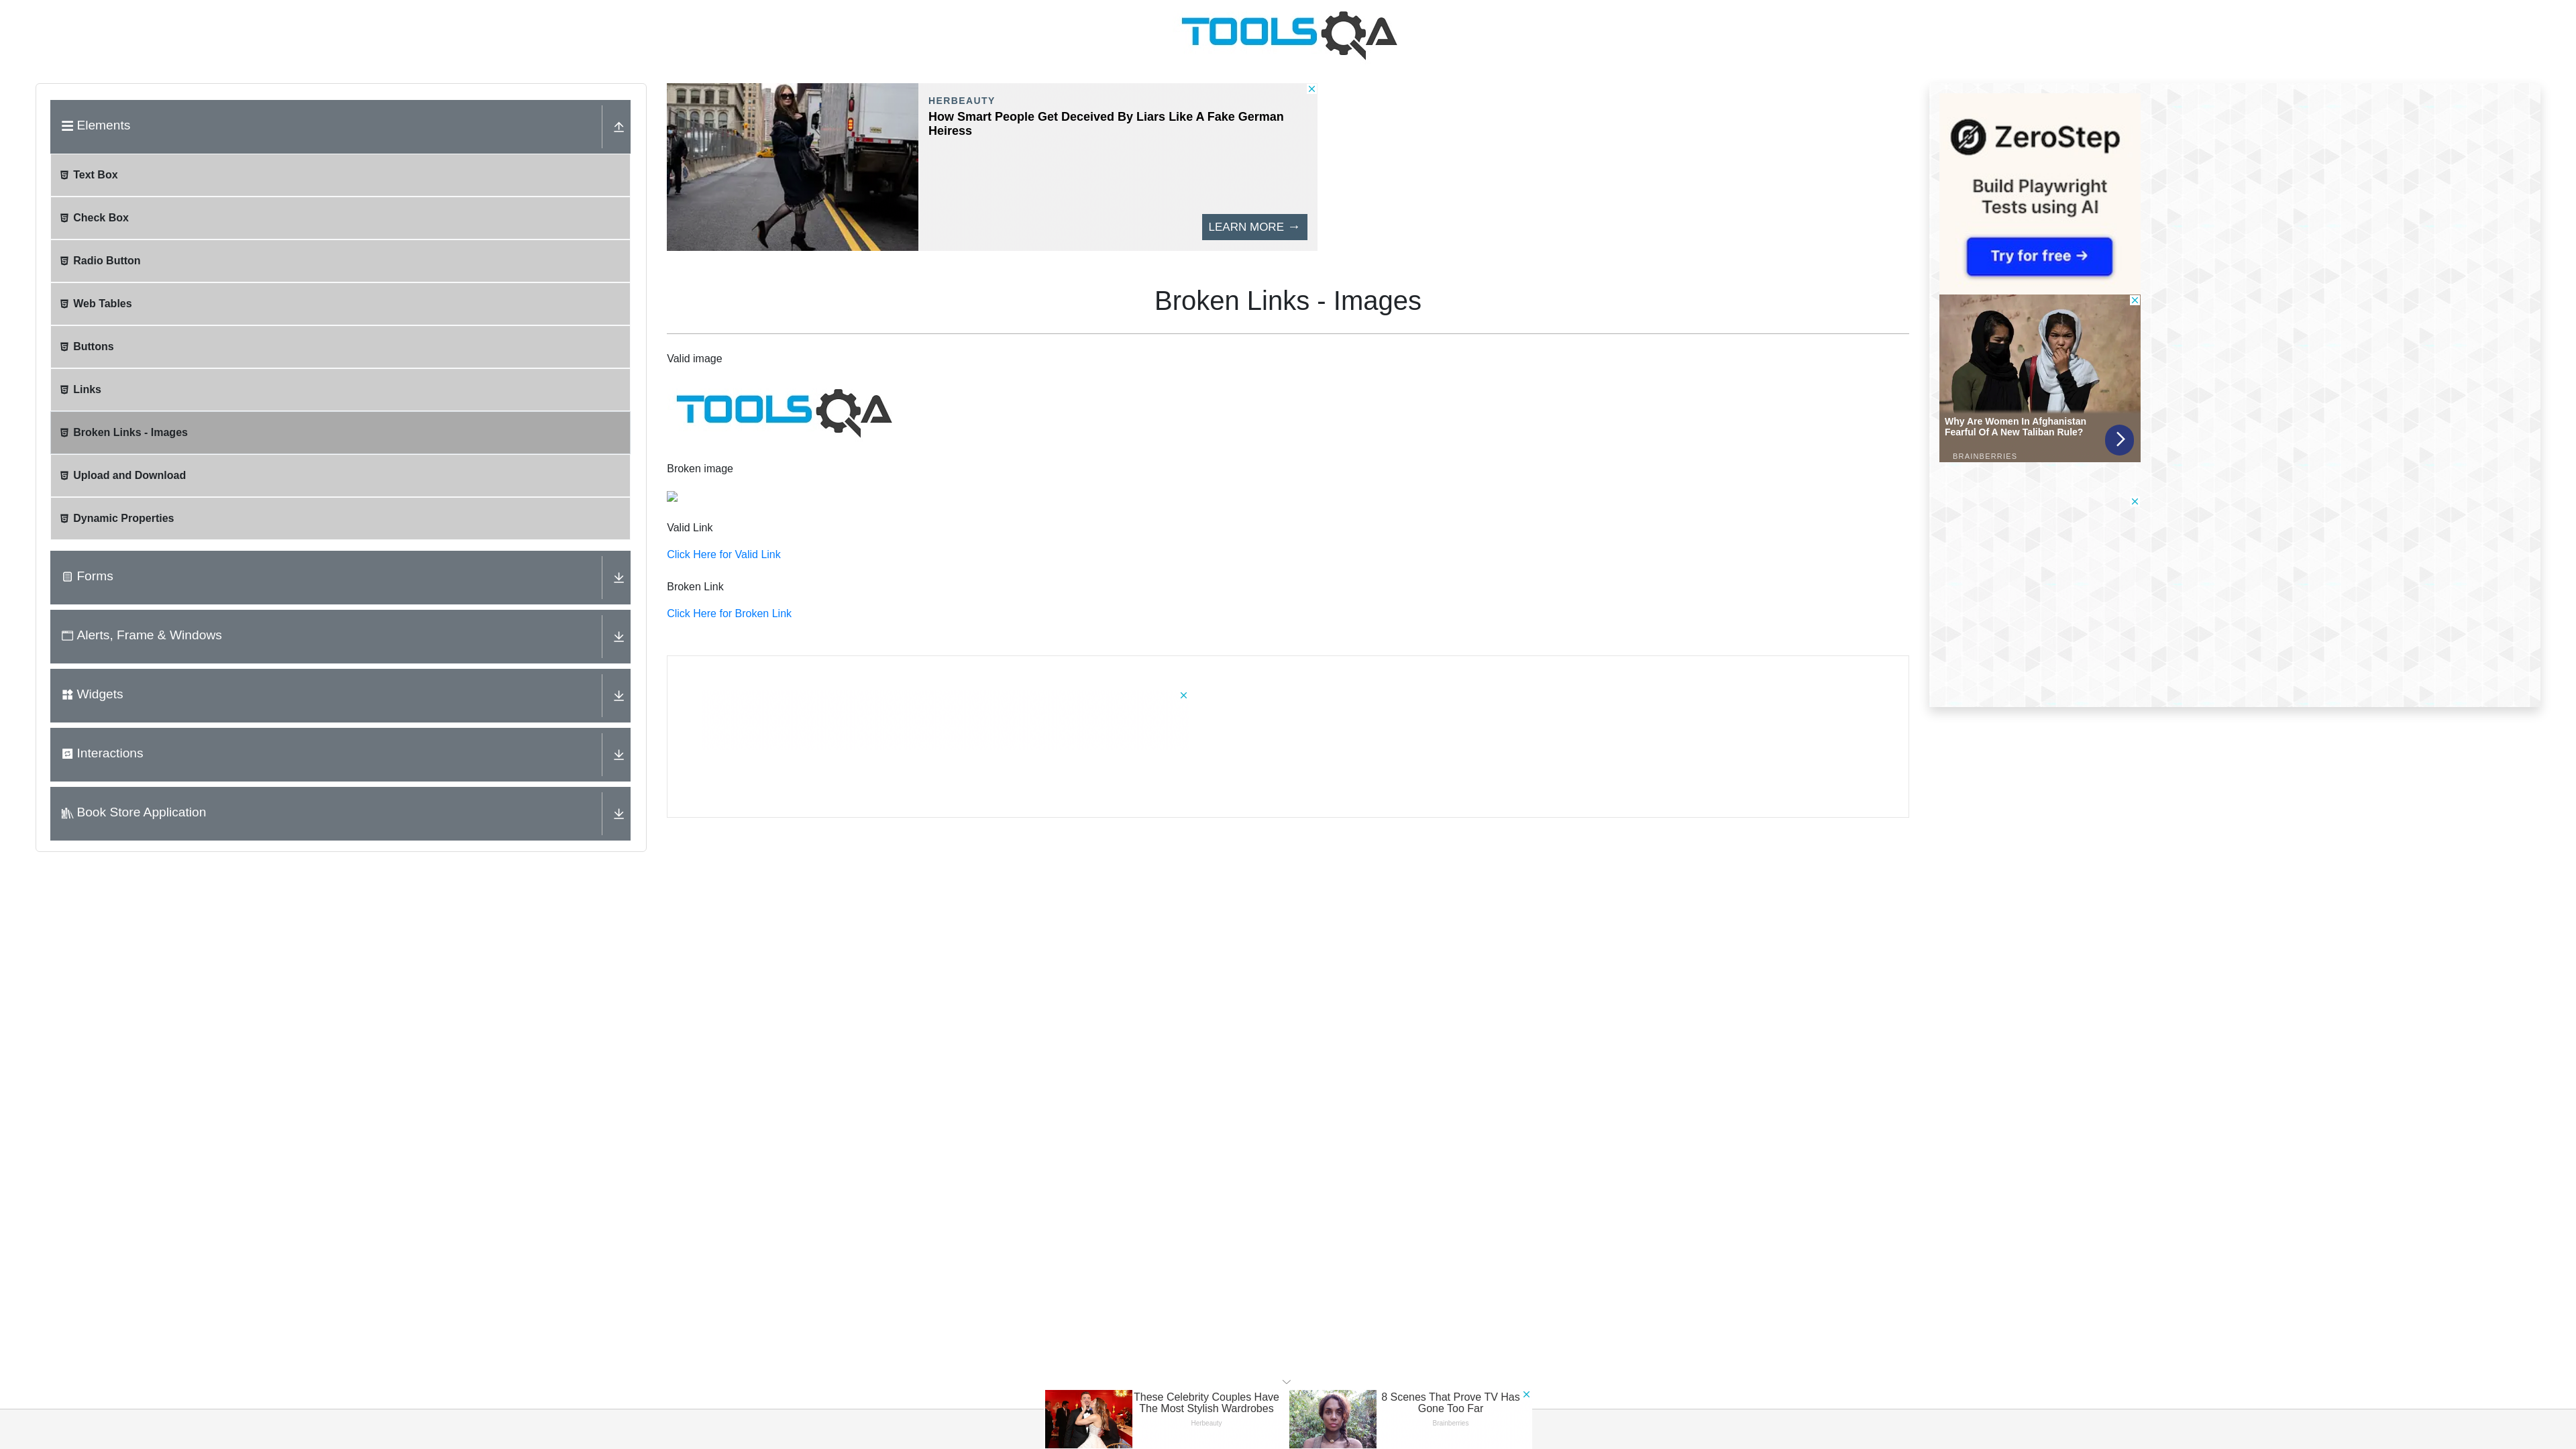 TOOLSQA
Elements
Text Box
Check Box
Radio Button
Web Tables
Buttons
Links
Broken Links - Images
Upload and Download
Dynamic Properties
Forms
Alerts, Frame & Windows
Widgets
Interactions
Book Store Application
HERBEAUTY
How Smart People Get Deceived By Liars Like A Fake German
Heiress
LEARN MORE →
Broken Links - Images
Valid image
TOOLSQA
Broken image
Valid Link
Click Here for Valid Link
Broken Link
Click Here for Broken Link
ZeroStep
Build Playwright
Tests using AI
Try for free →
Why Are Women In Afghanistan
Fearful Of A New Taliban Rule?
BRAINBERRIES
These Celebrity Couples Have
The Most Stylish Wardrobes
Herbeauty
8 Scenes That Prove TV Has
Gone Too Far
Brainberries